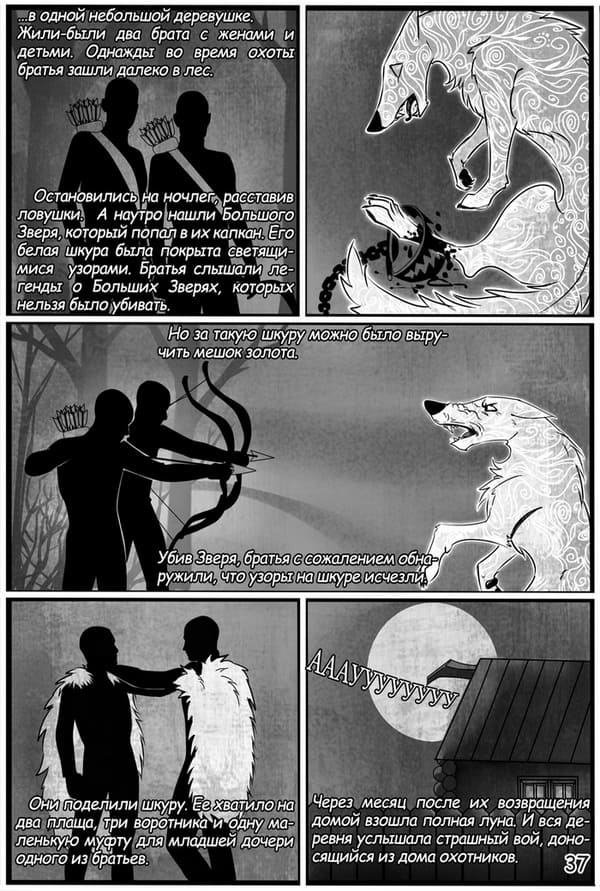 ...в одной небольшой деревушке.
Жили-были два брата с женами и
детьми. Однажды во время охоты
братья зашли далеко в лес.
Остановились на ночлег, расставив
ловушки. А наутро нашли Большого
Зверя, который попал в их капкан. Его
белая шкура была покрыта светящи-
мися узорами. Братья слышали ле-
генды о Больших Зверях, которых
нельзя было убивать.
Но за такую шкуру можно было выру-
чить мешок золота.
Убив Зверя, братья с сожалением обна-
ружили, что узоры на шкуре исчезли.
Они поделили шкуру. Ее хватило на
два плаща, три воротника и одну ма-
ленькую муфту для младшей дочери
одного из братьев.
АААУУУУУУУУУ
Через месяц после их возвращения
домой взошла полная луна. И вся де-
ревня услышала страшный вой, доно-
сящийся из дома охотников.
37